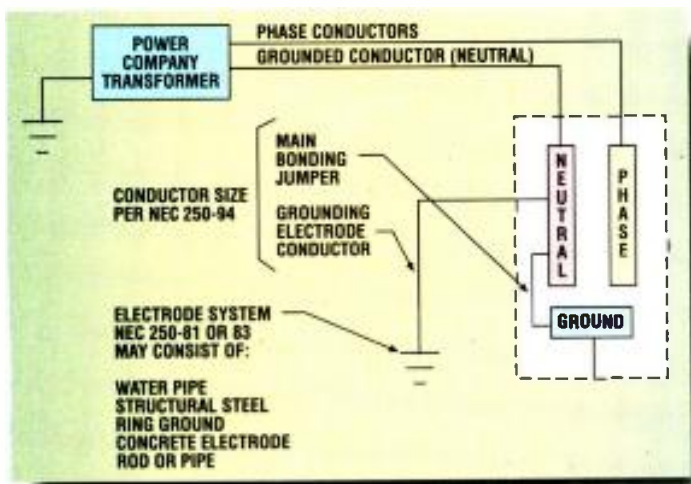 POWER
COMPANY
TRANSFORMER
PHASE CONDUCTORS
GROUNDED CONDUCTOR (NEUTRAL)
MAIN
BONDING
JUMPER
CONDUCTOR SIZE
PER NEC 250-94
GROUNDING
ELECTRODE
CONDUCTOR
NEUTRAL
PHASE
GROUND
ELECTRODE SYSTEM
NEC 250-81 OR 83
MAY CONSIST OF:
WATER PIPE
STRUCTURAL STEEL
RING GROUND
CONCRETE ELECTRODE
ROD OR PIPE